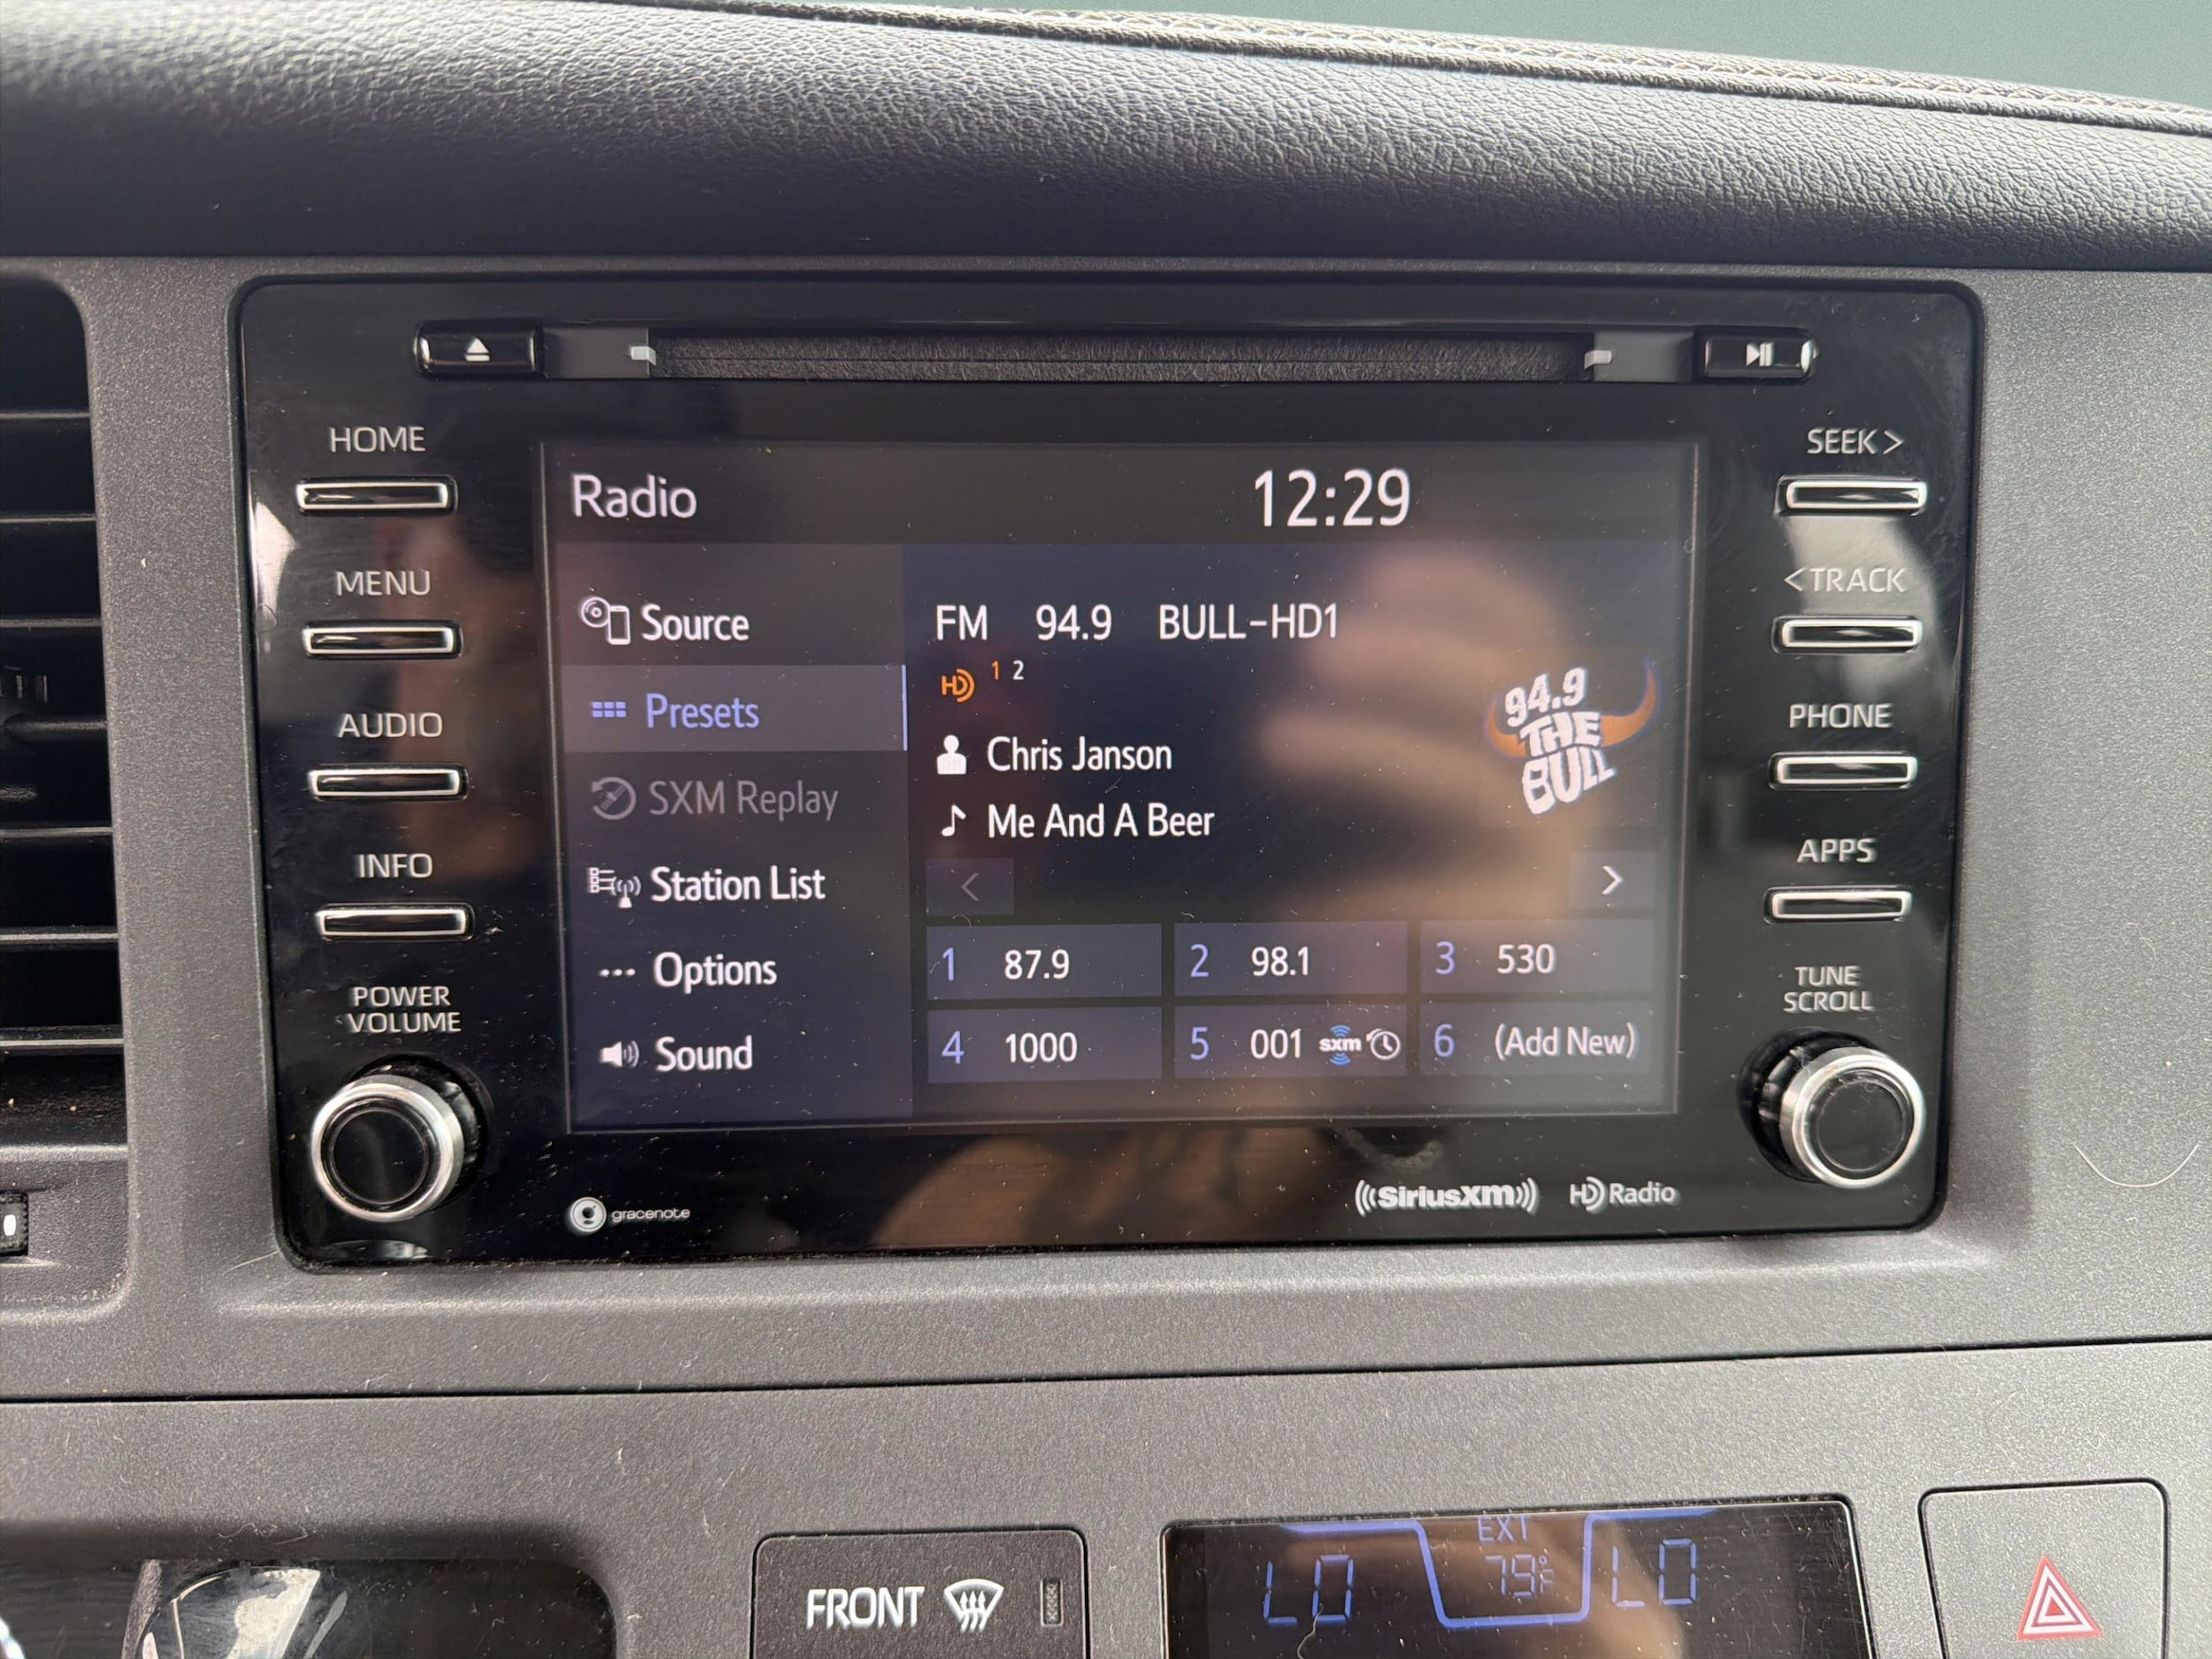 HOME
MENU
AUDIO
INFO
POWER
VOLUME
Radio
12:29
Source
Presets
SXM Replay
Station List
Options
Sound
FM 94.9 BULL-HD1
HD 1 2
Chris Janson
Me And A Beer
94.9
THE
BULL
< >
1 87.9 2 98.1 3 530
4 1000 5 001 sxm 6 (Add New)
SEEK >
< TRACK
PHONE
APPS
TUNE
SCROLL
gracenote
((SiriusXM)) HD Radio
FRONT
EXT
LO 79°F LO